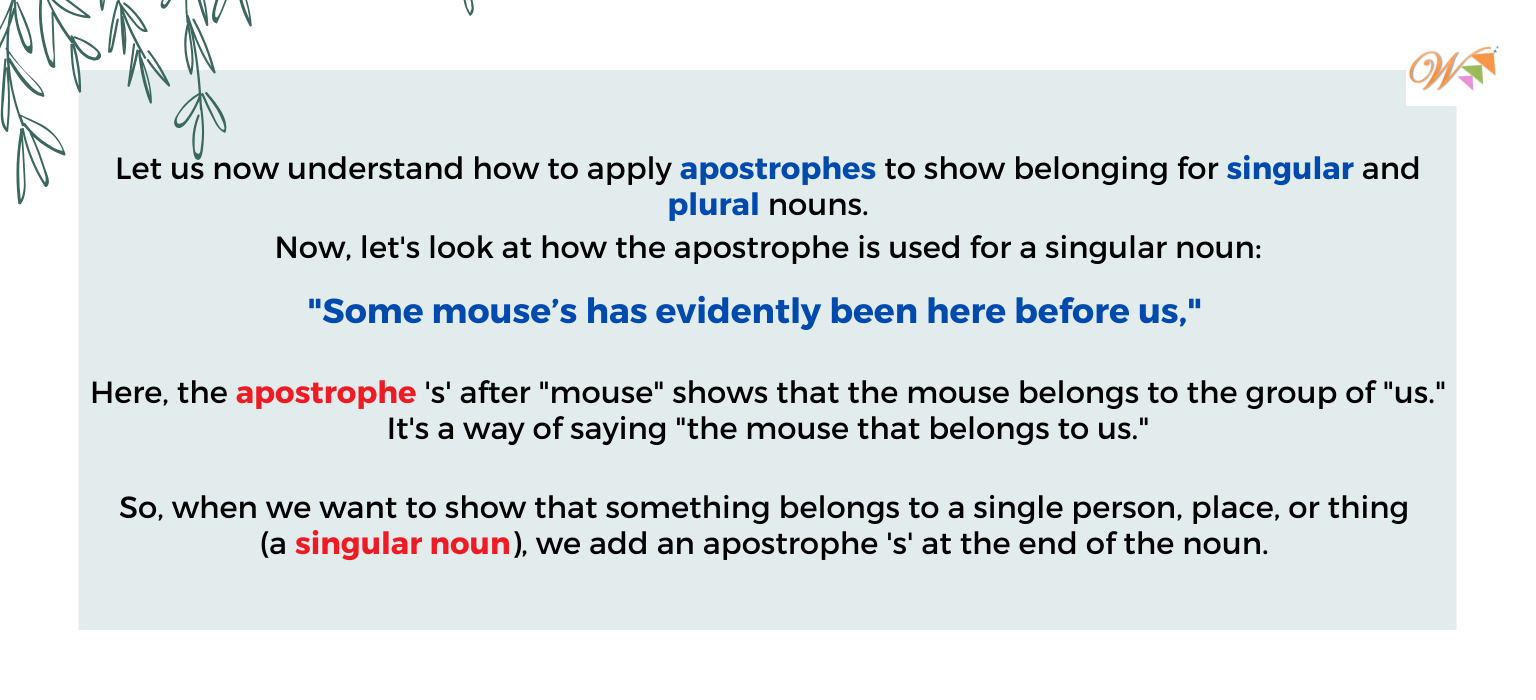 W
Let us now understand how to apply apostrophes to show belonging for singular and
plural nouns.
Now, let's look at how the apostrophe is used for a singular noun:
"Some mouse’s has evidently been here before us,"
Here, the apostrophe 's' after "mouse" shows that the mouse belongs to the group of "us."
It's a way of saying "the mouse that belongs to us."
So, when we want to show that something belongs to a single person, place, or thing
(a singular noun), we add an apostrophe 's' at the end of the noun.